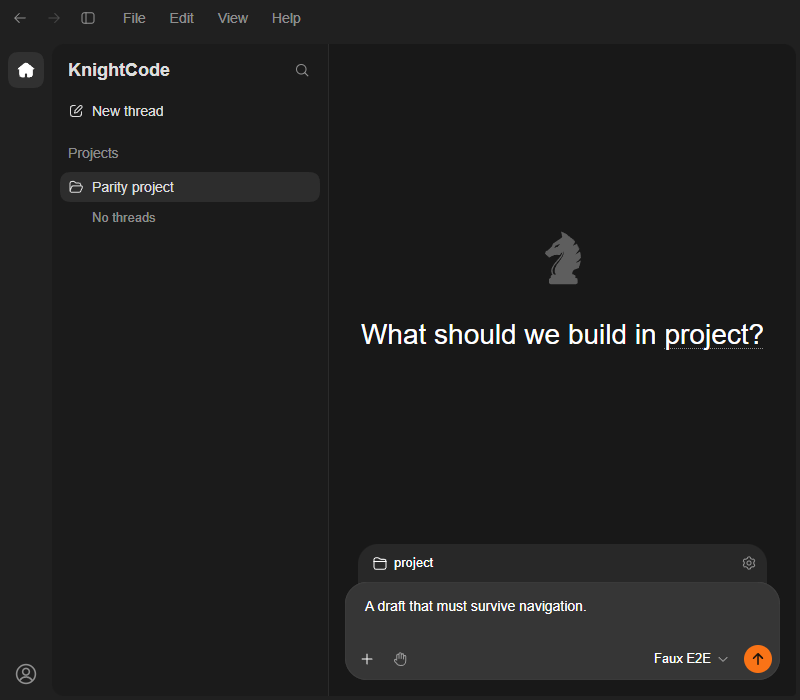 File Edit View Help
KnightCode
New thread
Projects
Parity project
No threads
What should we build in project?
project
A draft that must survive navigation.
Faux E2E